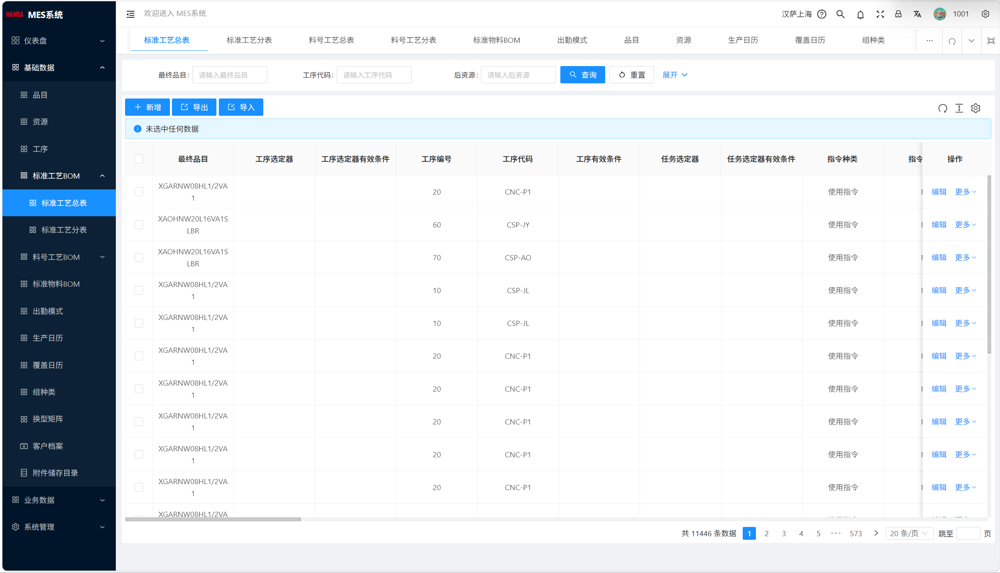 HANSA MES系统
欢迎进入 MES系统
汉萨上海
1001
仪表盘
基础数据
品目
资源
工序
标准工艺BOM
标准工艺总表
标准工艺分表
料号工艺BOM
标准物料BOM
出勤模式
生产日历
覆盖日历
组种类
换型矩阵
客户档案
附件储存目录
业务数据
系统管理
标准工艺总表 标准工艺分表 料号工艺总表 料号工艺分表 标准物料BOM 出勤模式 品目 资源 生产日历 覆盖日历 组种类 ···
最终品目: 请输入最终品目 工序代码: 请输入工序代码 后资源: 请输入后资源 查询 重置 展开
新增 导出 导入
未选中任何数据
最终品目 工序选定器 工序选定器有效条件 工序编号 工序代码 工序有效条件 任务选定器 任务选定器有效条件 指令种类 指令 操作
XGARNW08HL1/2VA
1
20 CNC-P1 使用指令 编辑 更多
XAOHNW20L16VA1S
LBR
60 CSP-JY 使用指令 编辑 更多
XAOHNW20L16VA1S
LBR
70 CSP-AO 使用指令 编辑 更多
XGARNW08HL1/2VA
1
10 CSP-JL 使用指令 编辑 更多
XGARNW08HL1/2VA
1
10 CSP-JL 使用指令 编辑 更多
XGARNW08HL1/2VA
1
20 CNC-P1 使用指令 编辑 更多
XGARNW08HL1/2VA
1
20 CNC-P1 使用指令 编辑 更多
XGARNW08HL1/2VA
1
20 CNC-P1 使用指令 编辑 更多
XGARNW08HL1/2VA
1
20 CNC-P1 使用指令 编辑 更多
XGARNW08HL1/2VA
1
20 CNC-P1 使用指令 编辑 更多
XGARNW08HL1/2VA
共 11446 条数据 1 2 3 4 5 ··· 573 20 条/页 跳至 页